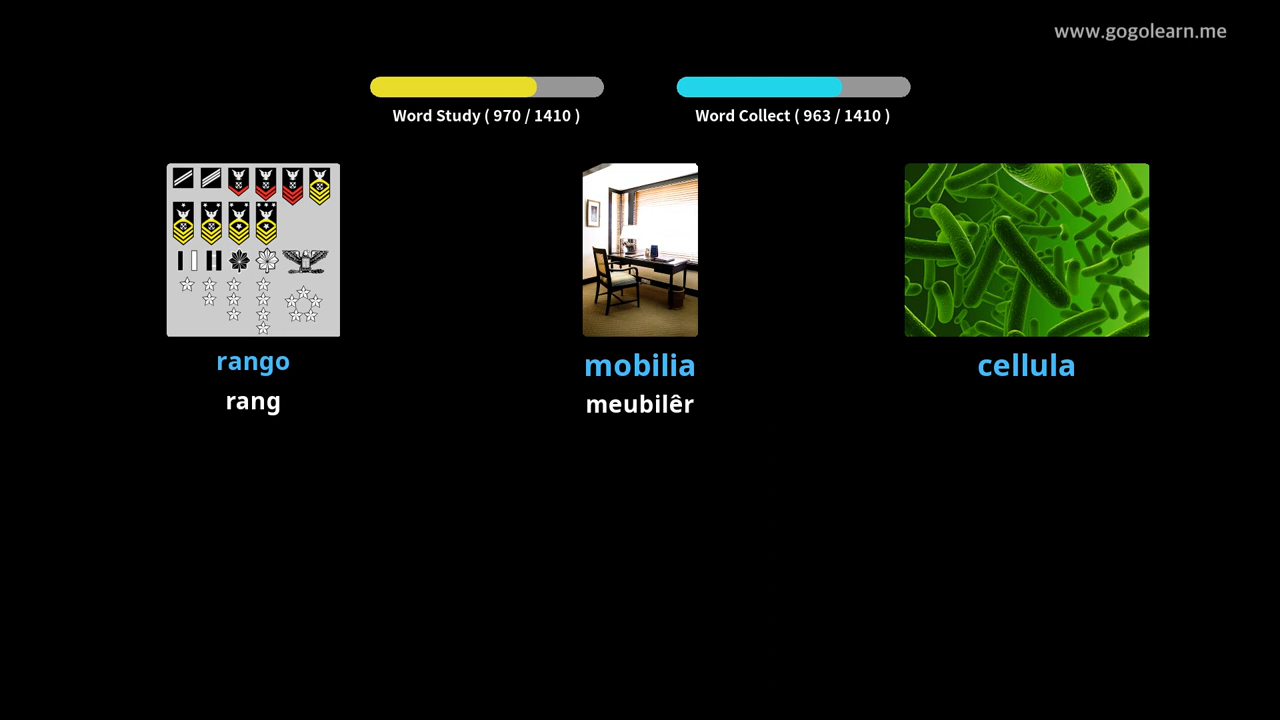 www.gogolearn.me
Word Study ( 970 / 1410 )
Word Collect ( 963 / 1410 )
rango
rang
mobilia
meubilêr
cellula